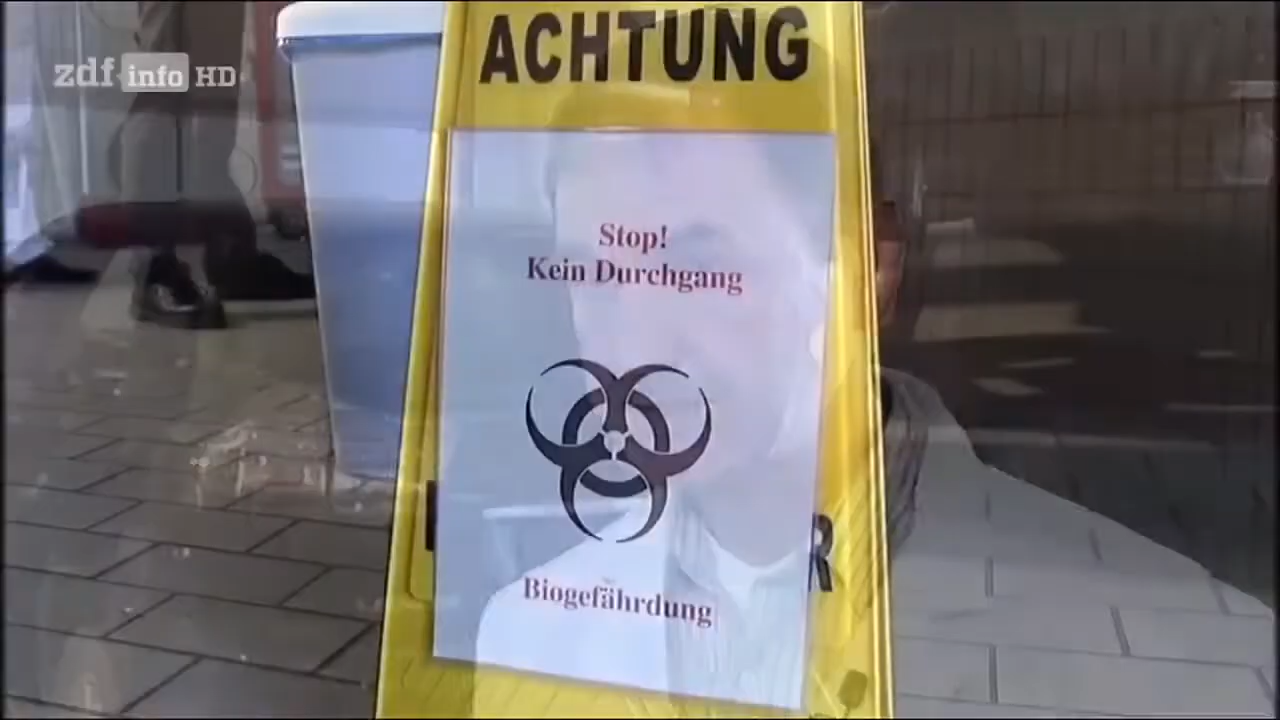 ACHTUNG
zdf info HD
Stop!
Kein Durchgang
R
Biogefährdung